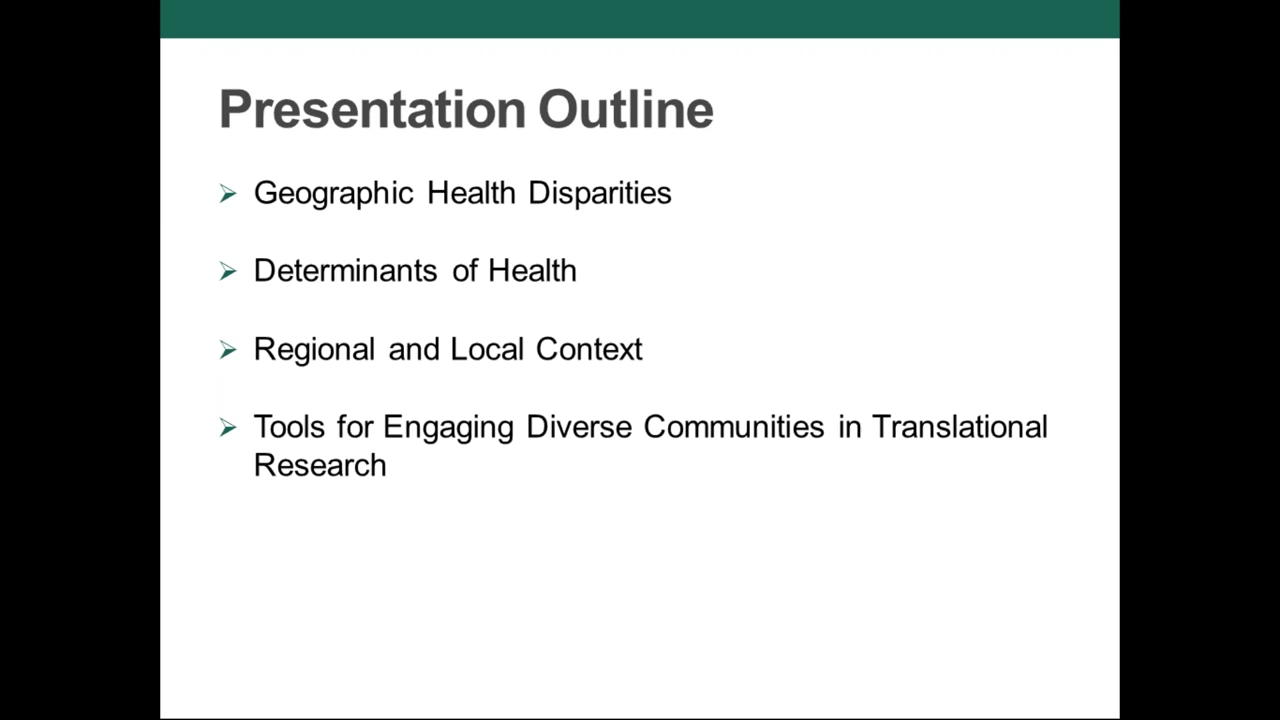 Presentation Outline
Geographic Health Disparities
Determinants of Health
Regional and Local Context
Tools for Engaging Diverse Communities in Translational
Research